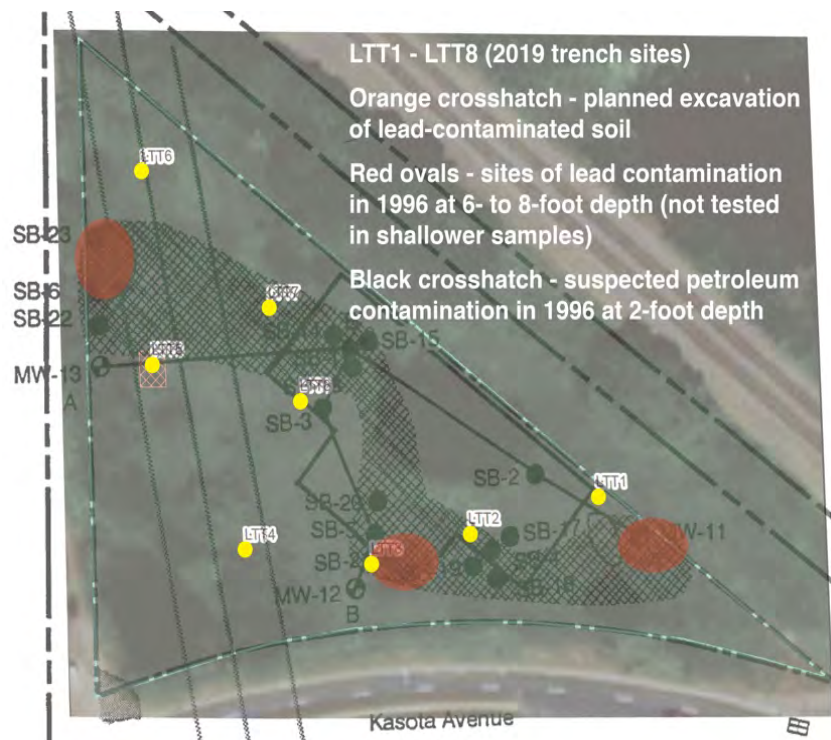 LTT1 - LTT8 (2019 trench sites)
Orange crosshatch - planned excavation
of lead-contaminated soil
Red ovals - sites of lead contamination
in 1996 at 6- to 8-foot depth (not tested
in shallower samples)
Black crosshatch - suspected petroleum
contamination in 1996 at 2-foot depth
LTT6
SB-23
SB-6
SB-22
SB-15
LTT5
MW-13
A
SB-3
SB-2
LTT1
SB-20
LTT2
SB-17
MW-11
LTT4
LTT3
MW-12
B
Kasota Avenue